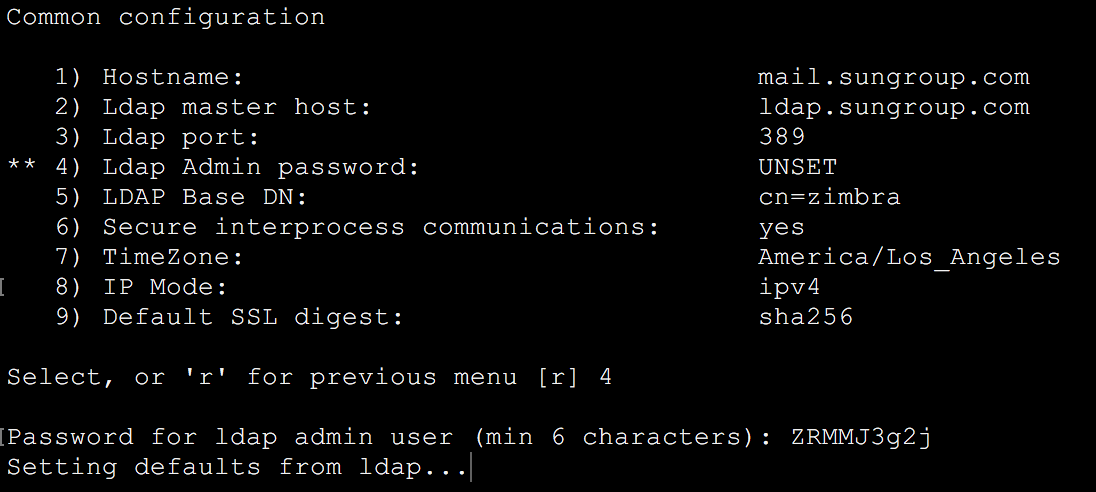 Common configuration
1) Hostname: mail.sungroup.com
2) Ldap master host: ldap.sungroup.com
3) Ldap port: 389
** 4) Ldap Admin password: UNSET
5) LDAP Base DN: cn=zimbra
6) Secure interprocess communications: yes
7) TimeZone: America/Los_Angeles
8) IP Mode: ipv4
9) Default SSL digest: sha256
Select, or 'r' for previous menu [r] 4
Password for ldap admin user (min 6 characters): ZRMMJ3g2j
Setting defaults from ldap...